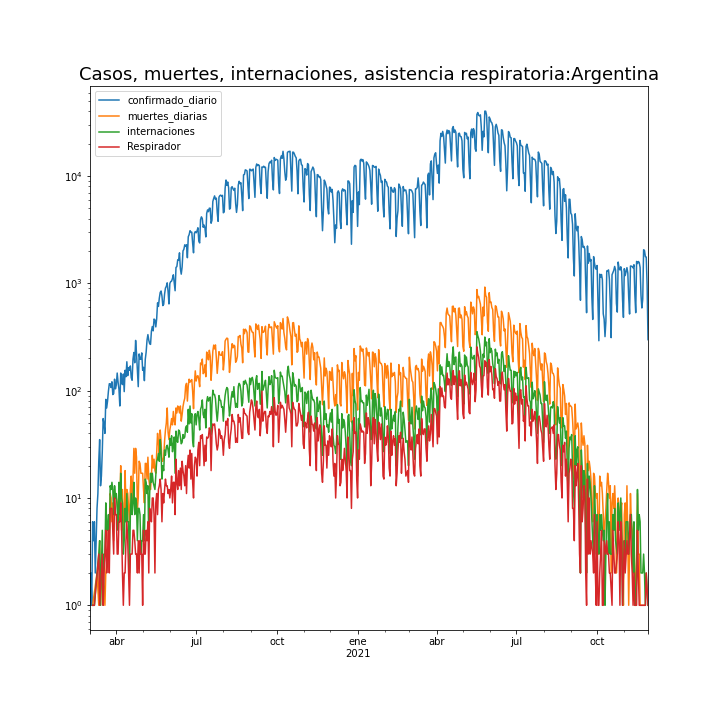 Casos, muertes, internaciones, asistencia respiratoria:Argentina
confirmado_diario
muertes_diarias
internaciones
Respirador
10⁴
10³
10²
10¹
10⁰
abr jul oct ene abr jul oct
2021